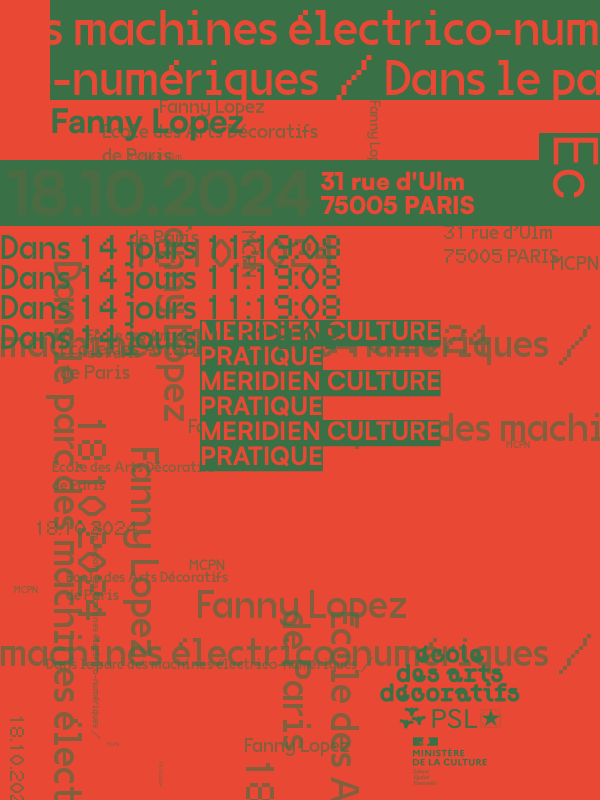 s machines électrico-num
-numériques / Dans le pa
Fanny Lopez
Fanny Lopez
École des Arts Décoratifs
de Paris
Ec
18.10.2024
31 rue d'Ulm
75005 PARIS
31 rue d'Ulm
75005 PARIS
MCPN
de Paris
Dans 14 jours 11:19:08
Dans 14 jours 11:19:08
Dans 14 jours 11:19:08
Dans 14 jours
MERIDIEN CULTURE
PRATIQUE
MERIDIEN CULTURE
PRATIQUE
MERIDIEN CULTURE
PRATIQUE
machines électrico-numériques /
de Paris
des machi
MCPN
École des Arts Décorati
de Paris
18.10.2024
MCPN
École des Arts Décoratifs
de Paris
MCPN
Fanny Lopez
machines électrico-numériques /
Dans le parc des machines électrico-numériques /
Fanny Lopez
Dans le parc des machines élect
18.10.2024
Fanny Lopez
Fanny Lopez
de Paris
École des A
18.10.202
18
école
des arts
décoratifs
PSL
MINISTÈRE
DE LA CULTURE